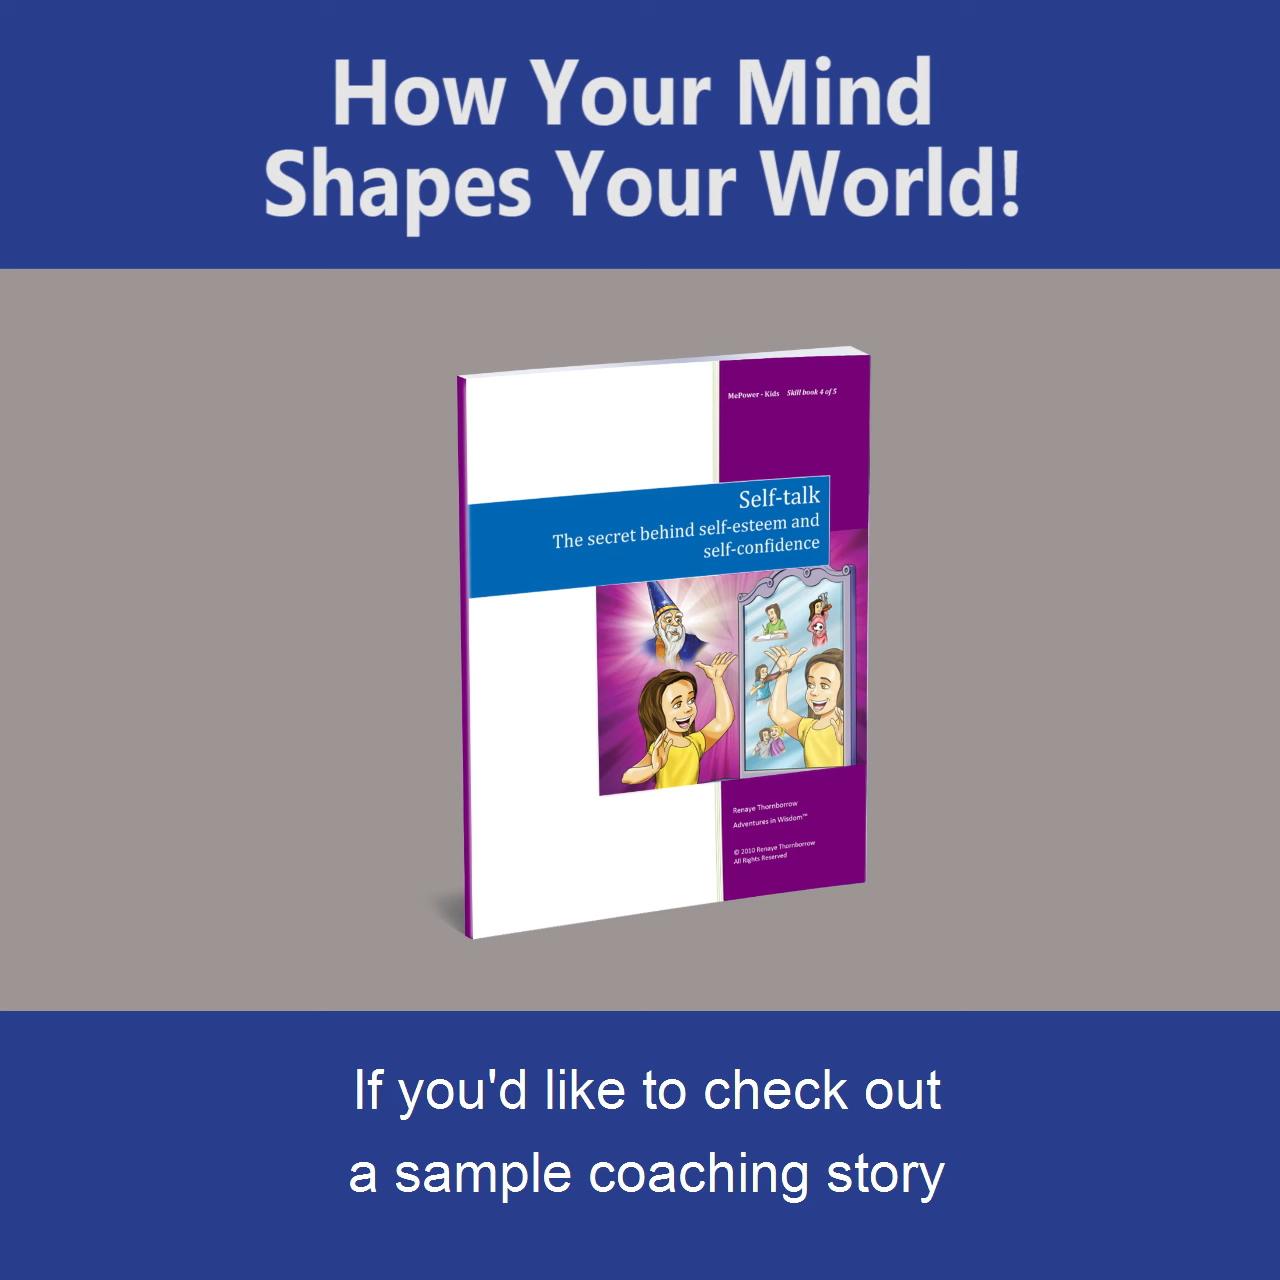 How Your Mind
Shapes Your World!
MePower - Kids Skill book 4 of 5
Self-talk
The secret behind self-esteem and
self-confidence
Renaye Thornborrow
Adventures in Wisdom™
© 2010 Renaye Thornborrow
All Rights Reserved
If you'd like to check out
a sample coaching story